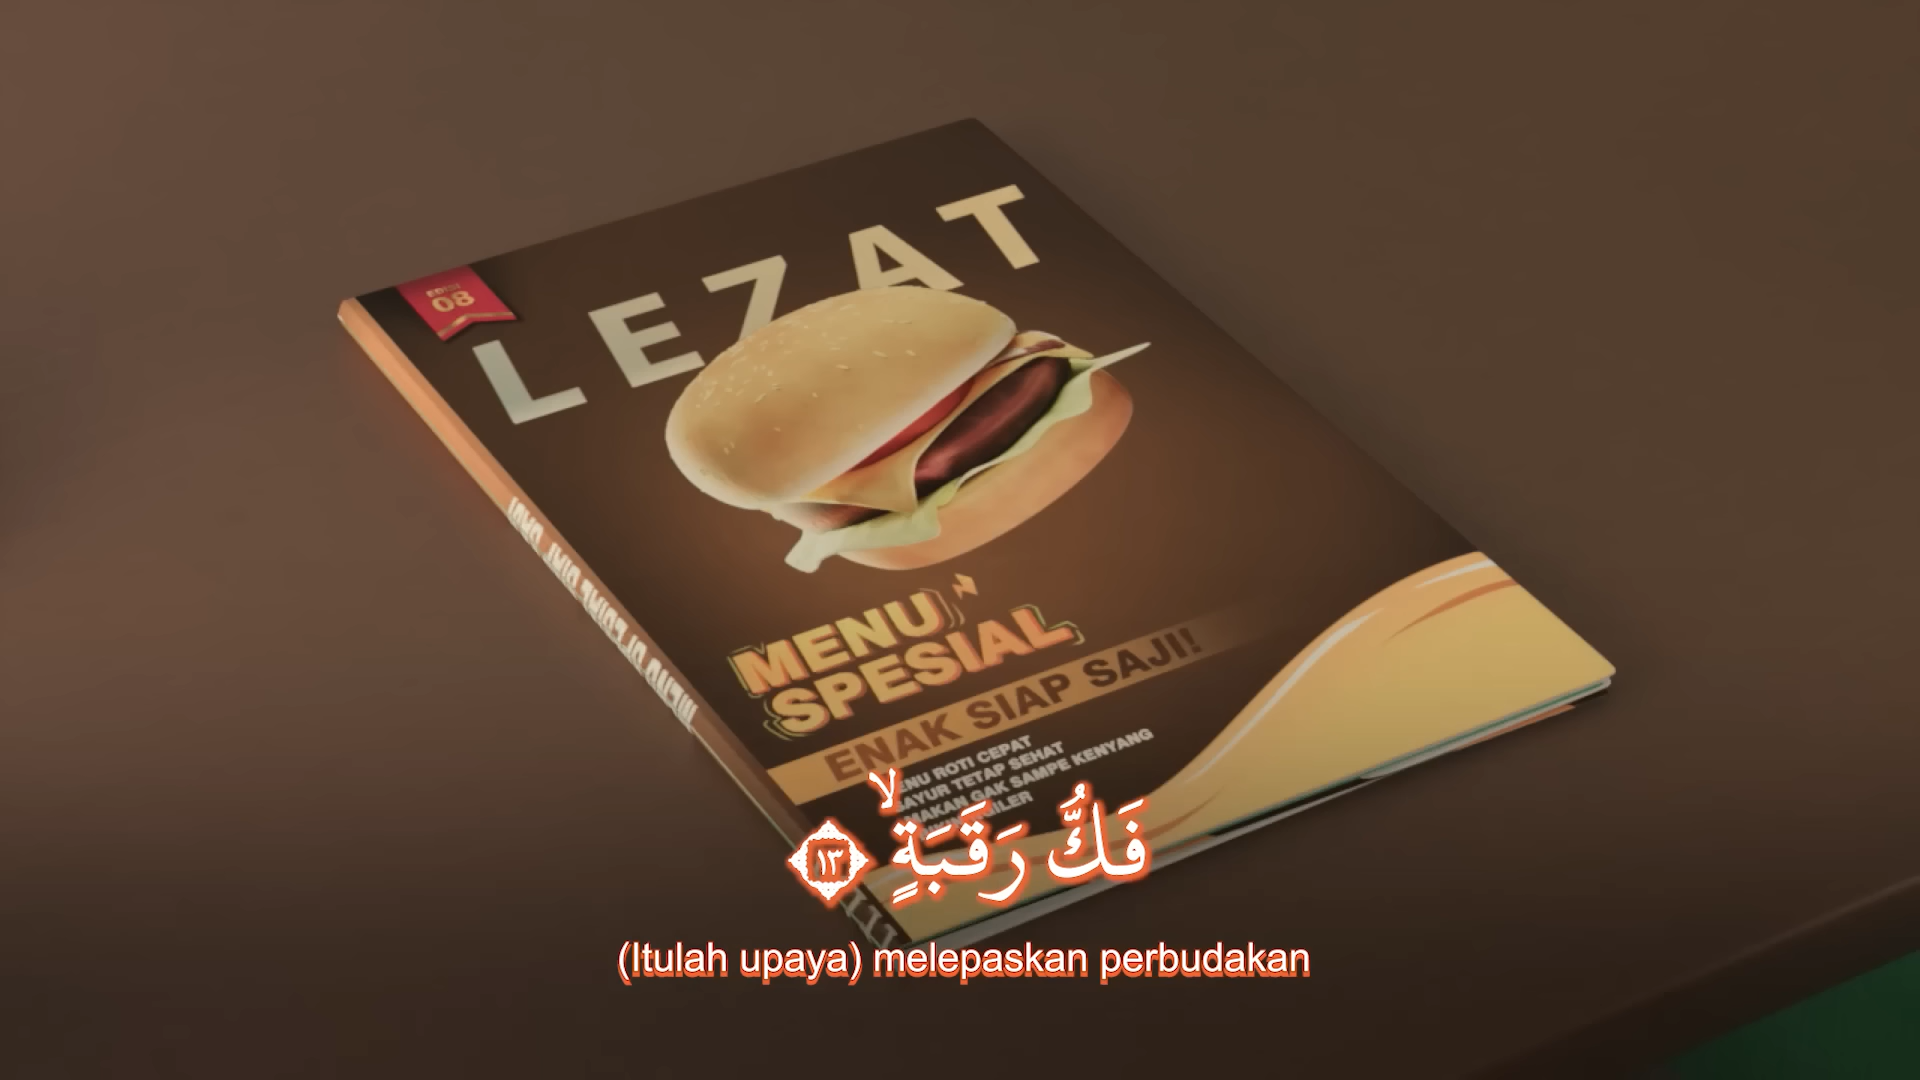 EDISI
08
LEZAT
MENU
SPESIAL
ENAK SIAP SAJI!
MENU ROTI CEPAT
SAYUR TETAP SEHAT
MAKAN GAK SAMPE KENYANG
فَكُّ رَقَبَةٍۙ ١٣
(Itulah upaya) melepaskan perbudakan